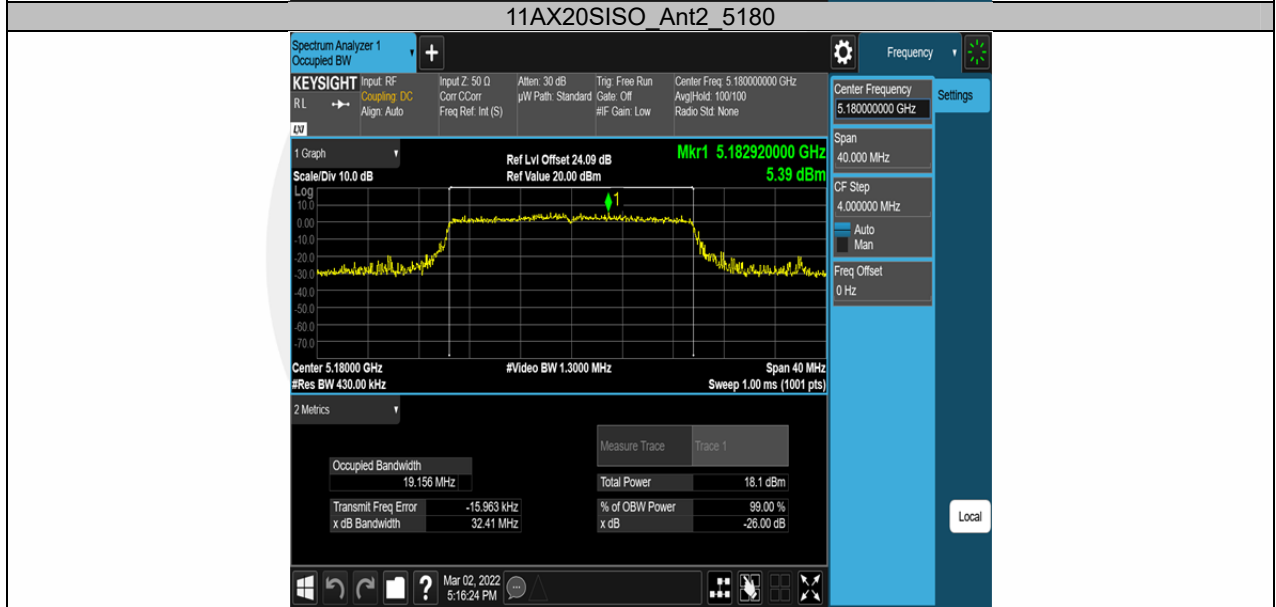 11AX20SISO_Ant2_5180
Spectrum Analyzer 1
Occupied BW
+
Frequency
KEYSIGHT
RL
LXI
Input: RF
Coupling: DC
Align: Auto
Input Z: 50 Ω
Corr CCorr
Freq Ref: Int (S)
Atten: 30 dB
µW Path: Standard
Trig: Free Run
Gate: Off
#IF Gain: Low
Center Freq: 5.180000000 GHz
Avg|Hold: 100/100
Radio Std: None
Center Frequency
5.180000000 GHz
Settings
Span
40.000 MHz
CF Step
4.000000 MHz
Auto
Man
Freq Offset
0 Hz
Local
1 Graph
Scale/Div 10.0 dB
Ref Lvl Offset 24.09 dB
Ref Value 20.00 dBm
Mkr1 5.182920000 GHz
5.39 dBm
Log
10.0
0.00
-10.0
-20.0
-30.0
-40.0
-50.0
-60.0
-70.0
1
Center 5.18000 GHz
#Video BW 1.3000 MHz
Span 40 MHz
#Res BW 430.00 kHz
Sweep 1.00 ms (1001 pts)
2 Metrics
Measure Trace Trace 1
Occupied Bandwidth
19.156 MHz
Total Power 18.1 dBm
Transmit Freq Error -15.963 kHz
% of OBW Power 99.00 %
x dB Bandwidth 32.41 MHz
x dB -26.00 dB
?
Mar 02, 2022
5:16:24 PM